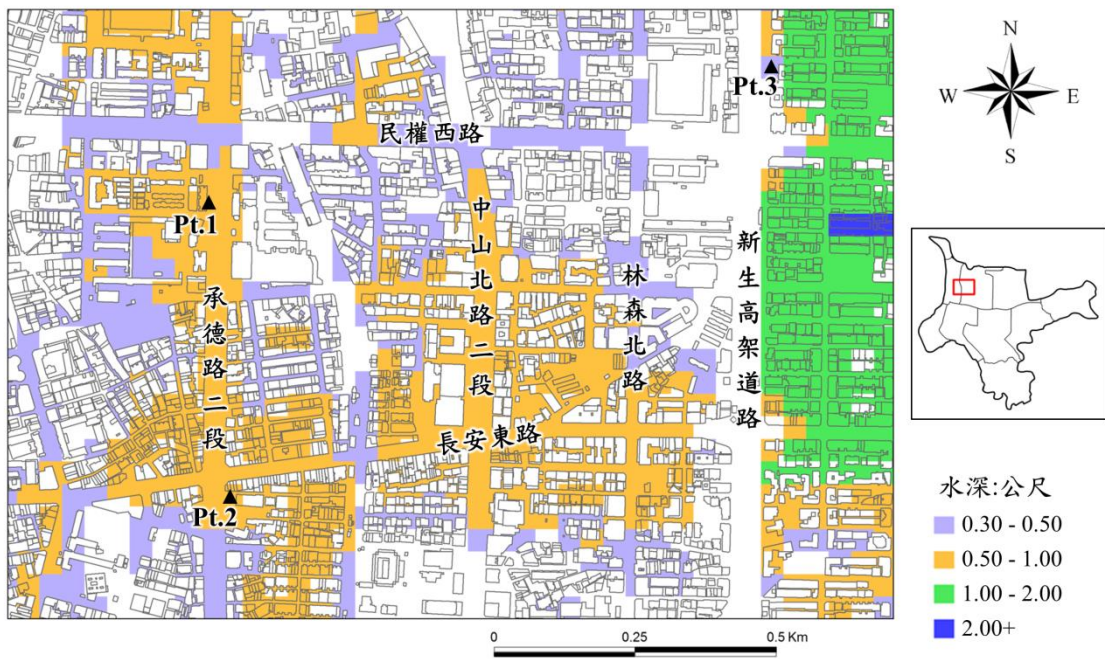 Pt.3
民權西路
Pt.1
中山北路二段
新生高架道路
林森北路
承德路二段
長安東路
Pt.2
N
W
E
S
水深:公尺
0.30 - 0.50
0.50 - 1.00
1.00 - 2.00
2.00+
0
0.25
0.5 Km